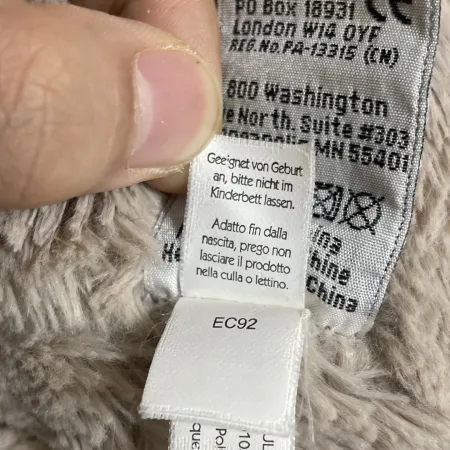 PO Box 18931
London W14 0YF
REG.No.PA-13315 (CN)
CE
800 Washington
North, Suite #303
MN 55401
Geeignet von Geburt
an, bitte nicht im
Kinderbett lassen.
Adatto fin dalla
nascita, prego non
lasciare il prodotto
nella culla o lettino.
China
EC92